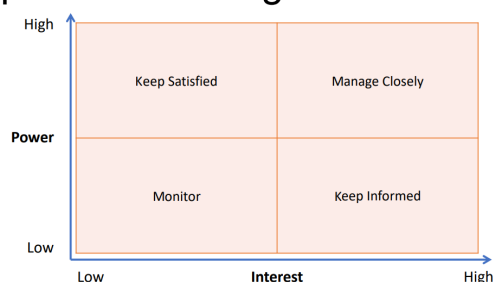 High
Keep Satisfied Manage Closely
Power
Monitor Keep Informed
Low
Low Interest High